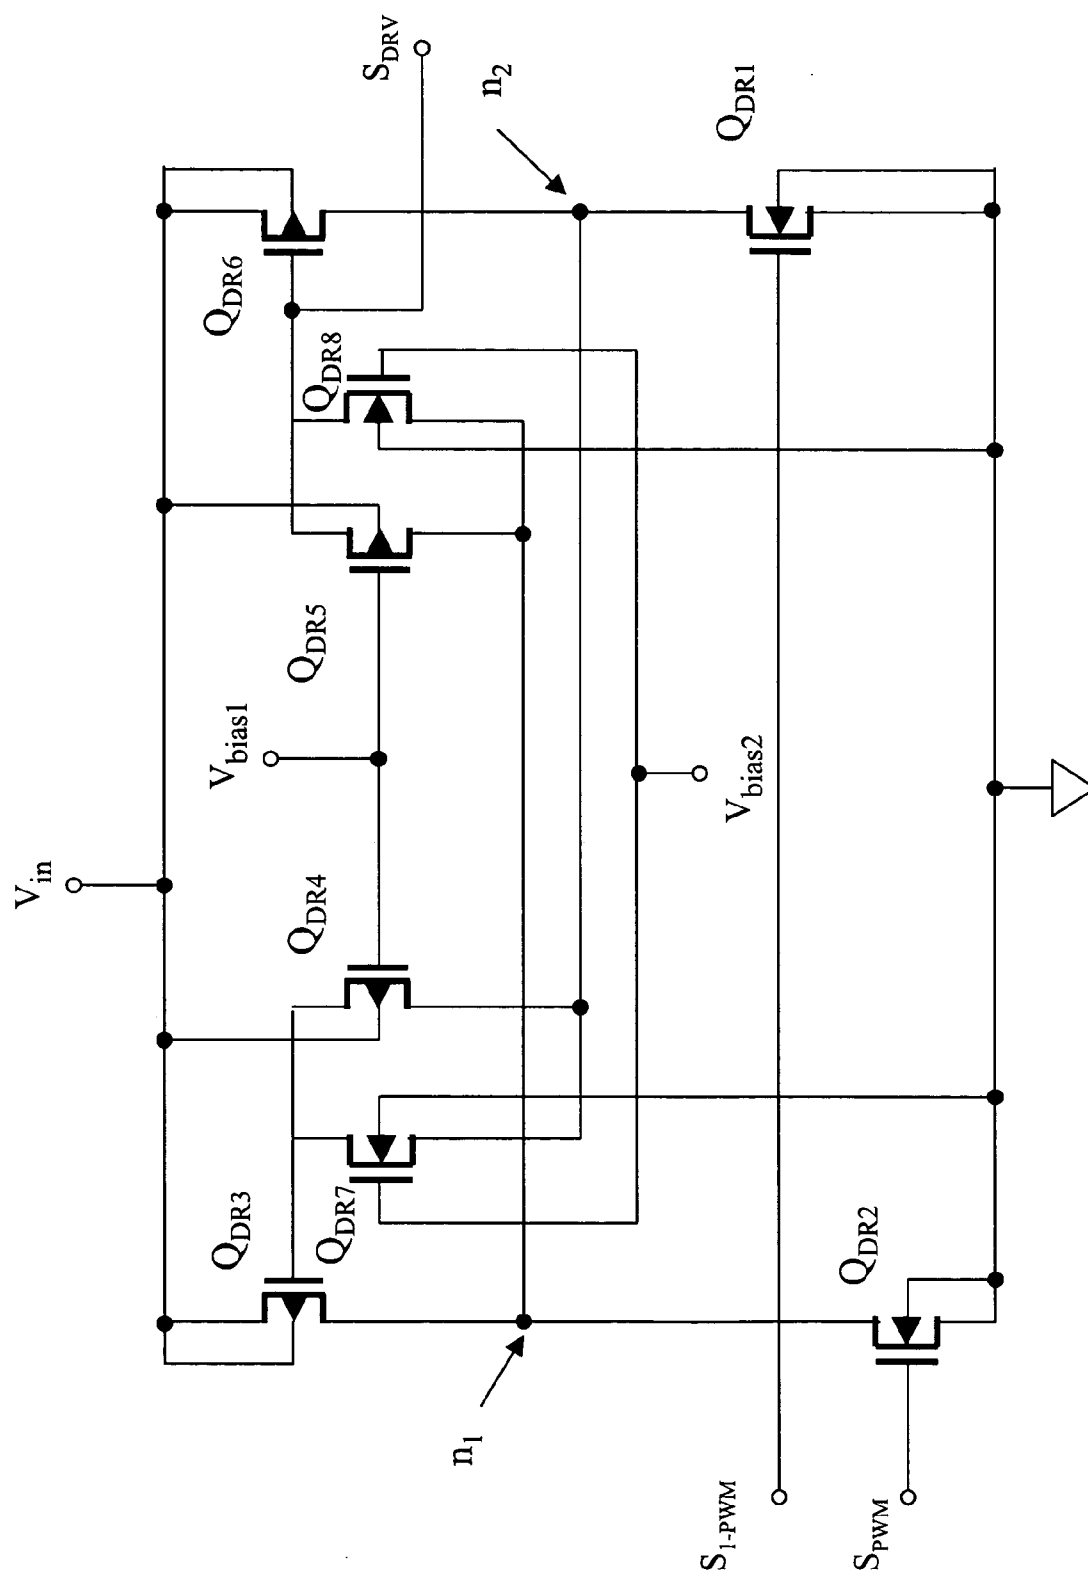 S_DRV
n_2
Q_DR1
Q_DR6
Q_DR8
Q_DR5
V_bias1
V_bias2
V_in
Q_DR4
Q_DR3
Q_DR7
Q_DR2
n_1
S_1-PWM
S_PWM